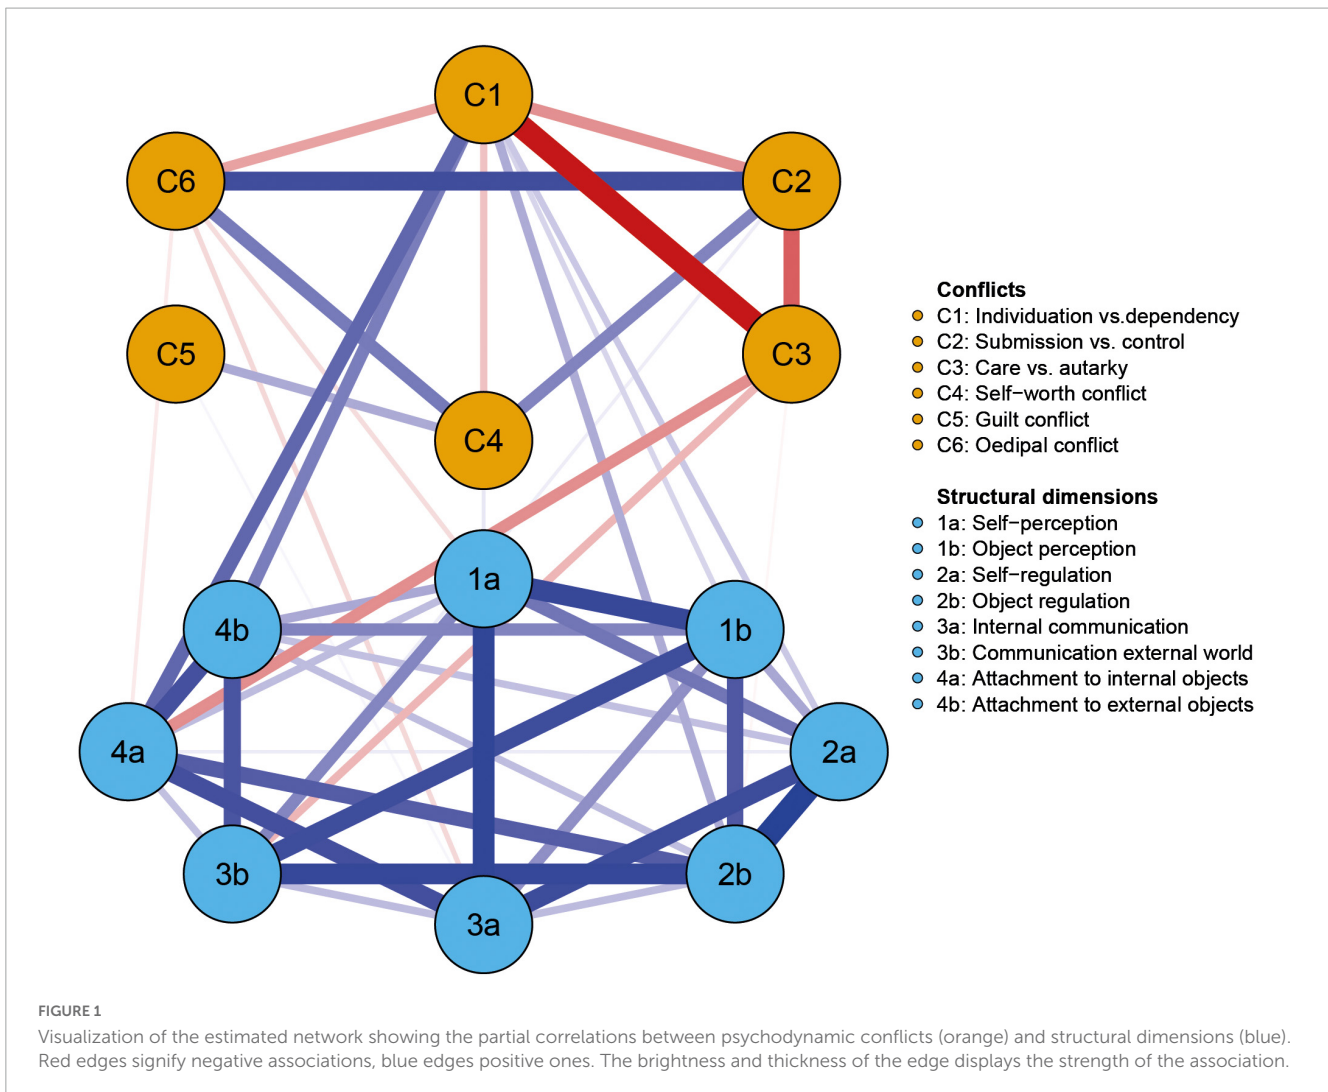 C1
C6
C2
C5
C3
C4
1a
4b
1b
4a
2a
3b
2b
3a
Conflicts
C1: Individuation vs.dependency
C2: Submission vs. control
C3: Care vs. autarky
C4: Self−worth conflict
C5: Guilt conflict
C6: Oedipal conflict
Structural dimensions
1a: Self−perception
1b: Object perception
2a: Self−regulation
2b: Object regulation
3a: Internal communication
3b: Communication external world
4a: Attachment to internal objects
4b: Attachment to external objects
FIGURE 1
Visualization of the estimated network showing the partial correlations between psychodynamic conflicts (orange) and structural dimensions (blue).
Red edges signify negative associations, blue edges positive ones. The brightness and thickness of the edge displays the strength of the association.